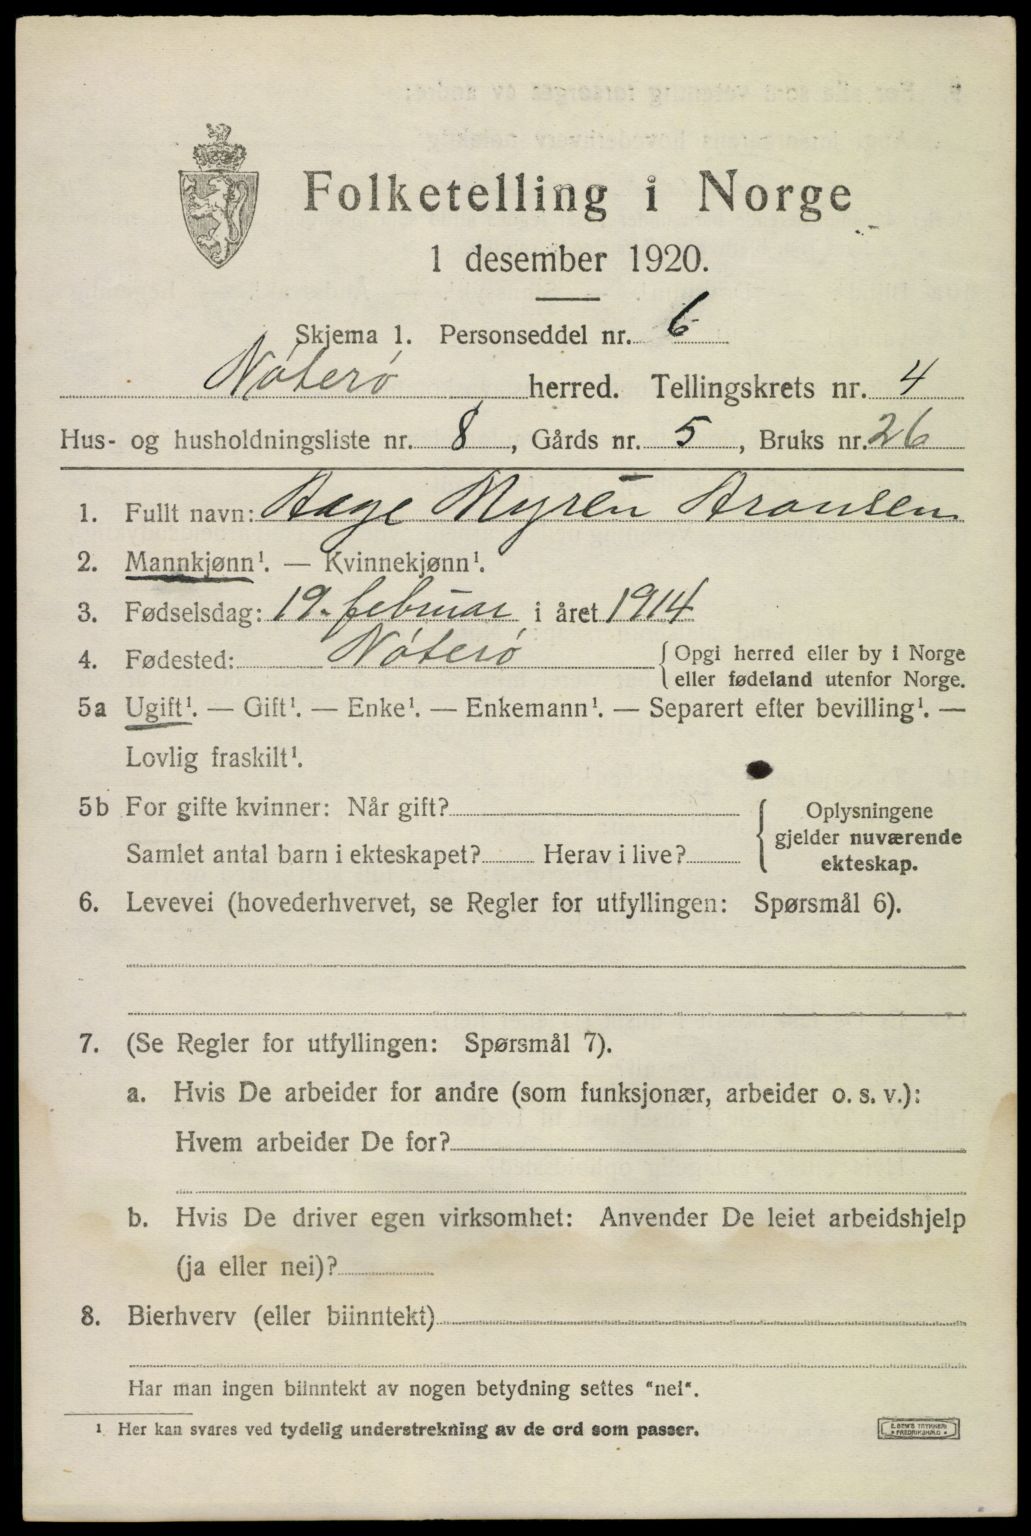 Folketelling i Norge
1 desember 1920.
Skjema 1. Personseddel nr. 6
Nøterø herred. Tellingskrets nr. 4
Hus- og husholdningsliste nr. 8, Gårds nr. 5, Bruks nr. 26
1. Fullt navn: Aage Myren Aronsen
2. Mannkjønn¹. — Kvinnekjønn¹.
3. Fødselsdag: 19. februar i året 1914
4. Fødested: Nøterø { Opgi herred eller by i Norge
eller fødeland utenfor Norge.
5a Ugift¹. — Gift¹. — Enke¹. — Enkemann¹. — Separert efter bevilling¹. —
Lovlig fraskilt¹.
5b For gifte kvinner: Når gift?
Samlet antal barn i ekteskapet? Herav i live?
{ Oplysningene
gjelder nuværende
ekteskap.
6. Levevei (hovederhvervet, se Regler for utfyllingen: Spørsmål 6).
7. (Se Regler for utfyllingen: Spørsmål 7).
a. Hvis De arbeider for andre (som funksjonær, arbeider o. s. v.):
Hvem arbeider De for?
b. Hvis De driver egen virksomhet: Anvender De leiet arbeidshjelp
(ja eller nei)?
8. Bierhverv (eller biinntekt)
Har man ingen biinntekt av nogen betydning settes "nei".
¹ Her kan svares ved tydelig understrekning av de ord som passer.